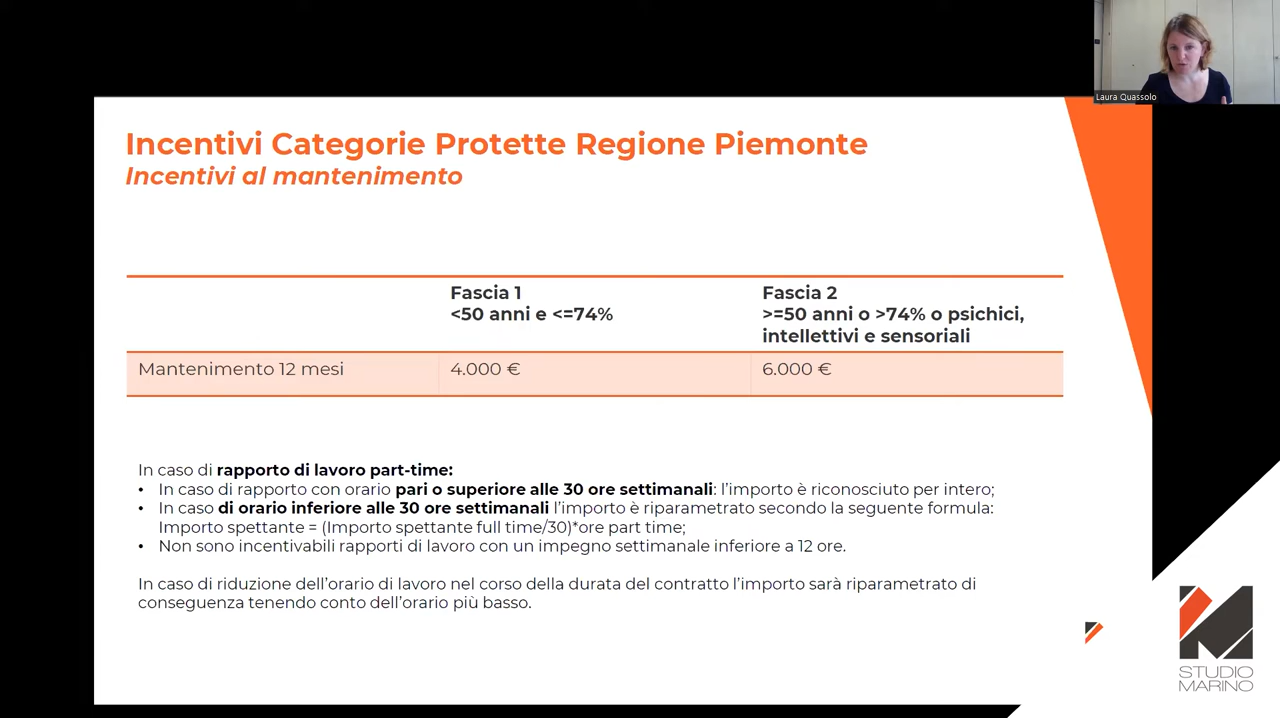 Laura Quassolo
Incentivi Categorie Protette Regione Piemonte
Incentivi al mantenimento
Fascia 1
<50 anni e <=74%
Fascia 2
>=50 anni o >74% o psichici,
intellettivi e sensoriali
Mantenimento 12 mesi 4.000 € 6.000 €
In caso di rapporto di lavoro part-time:
• In caso di rapporto con orario pari o superiore alle 30 ore settimanali: l’importo è riconosciuto per intero;
• In caso di orario inferiore alle 30 ore settimanali l’importo è riparametrato secondo la seguente formula:
Importo spettante = (Importo spettante full time/30)*ore part time;
• Non sono incentivabili rapporti di lavoro con un impegno settimanale inferiore a 12 ore.
In caso di riduzione dell’orario di lavoro nel corso della durata del contratto l’importo sarà riparametrato di
conseguenza tenendo conto dell’orario più basso.
STUDIO
MARINO